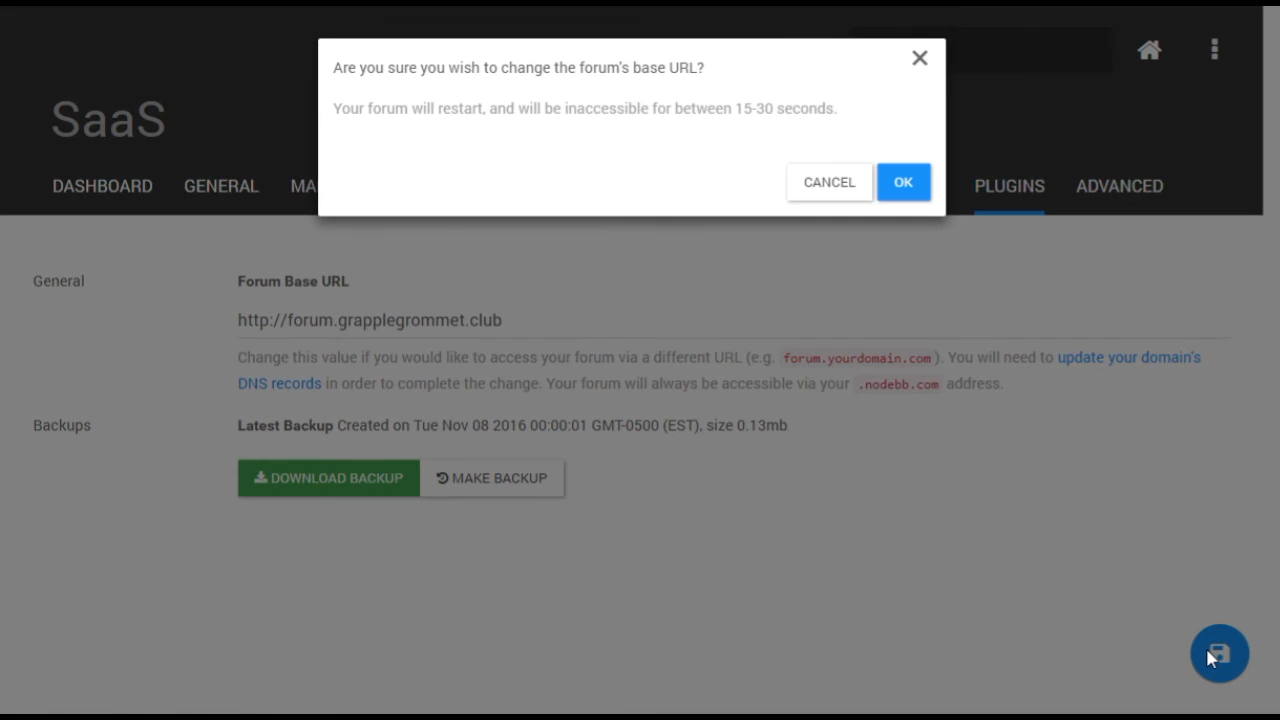 Are you sure you wish to change the forum's base URL?
Your forum will restart, and will be inaccessible for between 15-30 seconds.
CANCEL OK
SaaS
DASHBOARD GENERAL MA PLUGINS ADVANCED
General
Forum Base URL
http://forum.grapplegrommet.club
Change this value if you would like to access your forum via a different URL (e.g. forum.yourdomain.com). You will need to update your domain's
DNS records in order to complete the change. Your forum will always be accessible via your .nodebb.com address.
Backups
Latest Backup Created on Tue Nov 08 2016 00:00:01 GMT-0500 (EST), size 0.13mb
DOWNLOAD BACKUP MAKE BACKUP